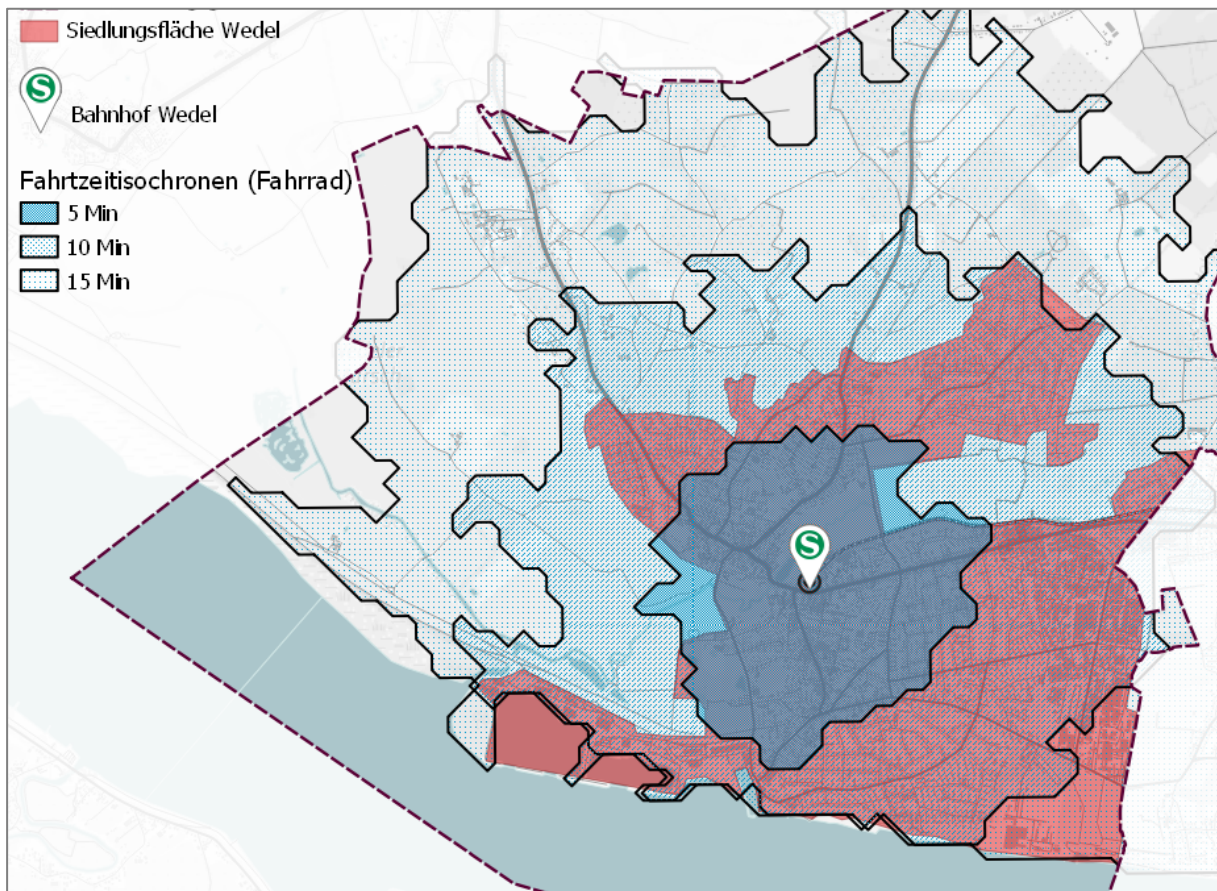 Siedlungsfläche Wedel
S
Bahnhof Wedel
Fahrtzeitisochronen (Fahrrad)
5 Min
10 Min
15 Min
S